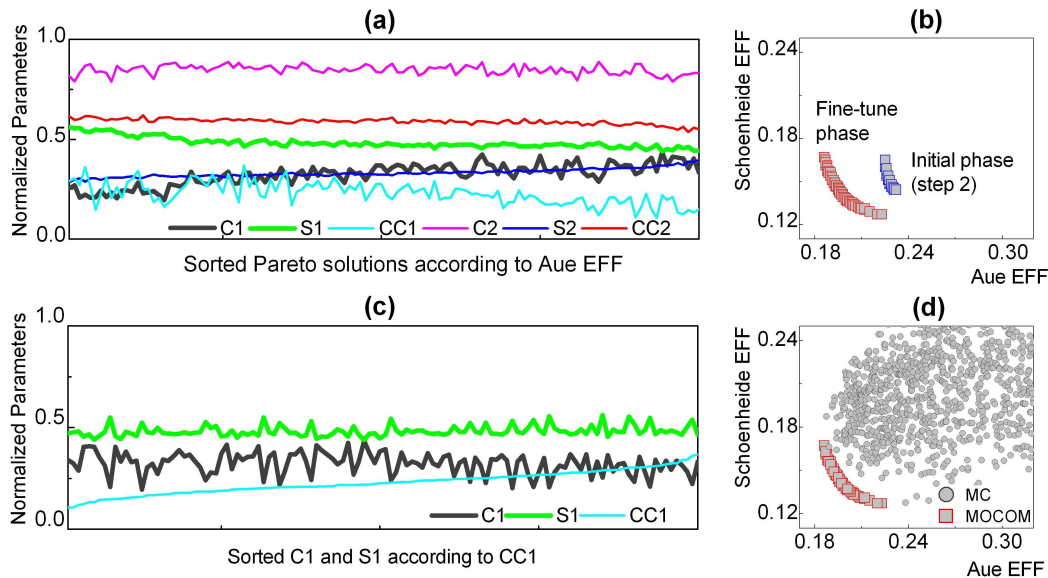 (a)
Normalized Parameters
1.0
0.5
0.0
C1 S1 CC1 C2 S2 CC2
Sorted Pareto solutions according to Aue EFF
(b)
Schoenheide EFF
0.24
0.18
0.12
Fine-tune
phase
Initial phase
(step 2)
0.18 0.24 0.30
Aue EFF
(c)
Normalized Parameters
1.0
0.5
0.0
C1 S1 CC1
Sorted C1 and S1 according to CC1
(d)
Schoenheide EFF
0.24
0.18
0.12
MC
MOCOM
0.18 0.24 0.30
Aue EFF